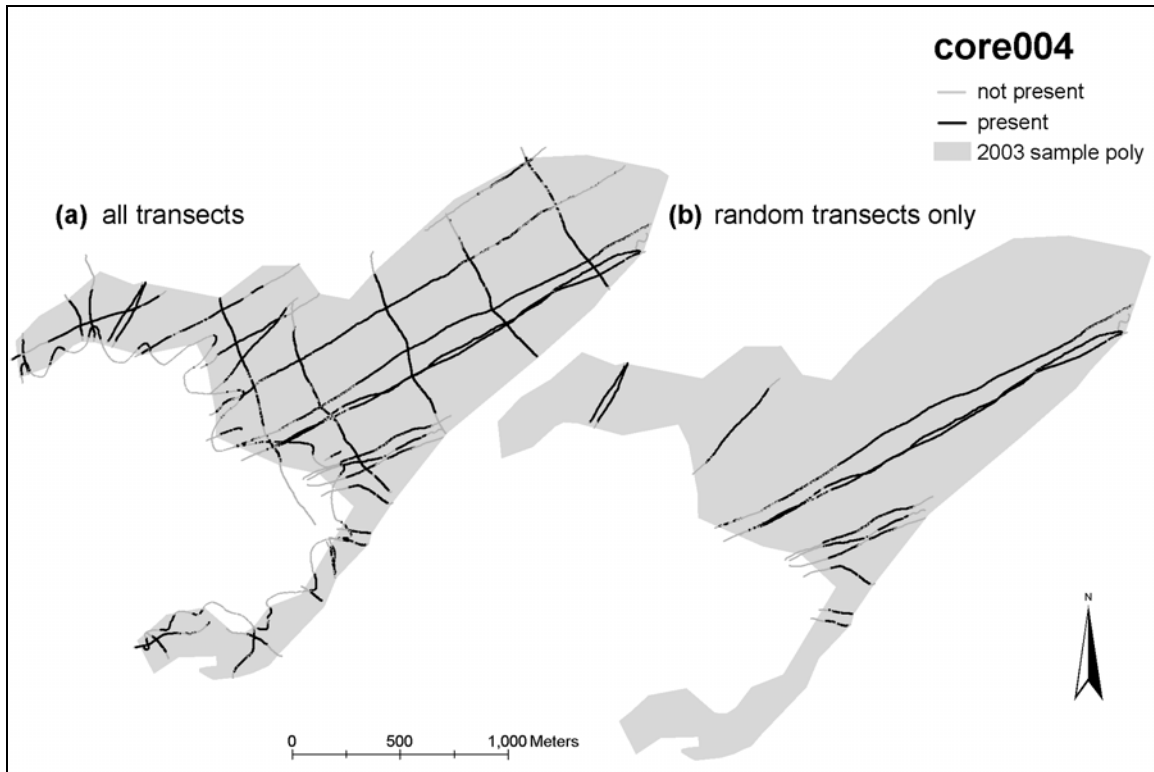 core004
not present
present
2003 sample poly
(a) all transects
(b) random transects only
N
0 500 1,000 Meters